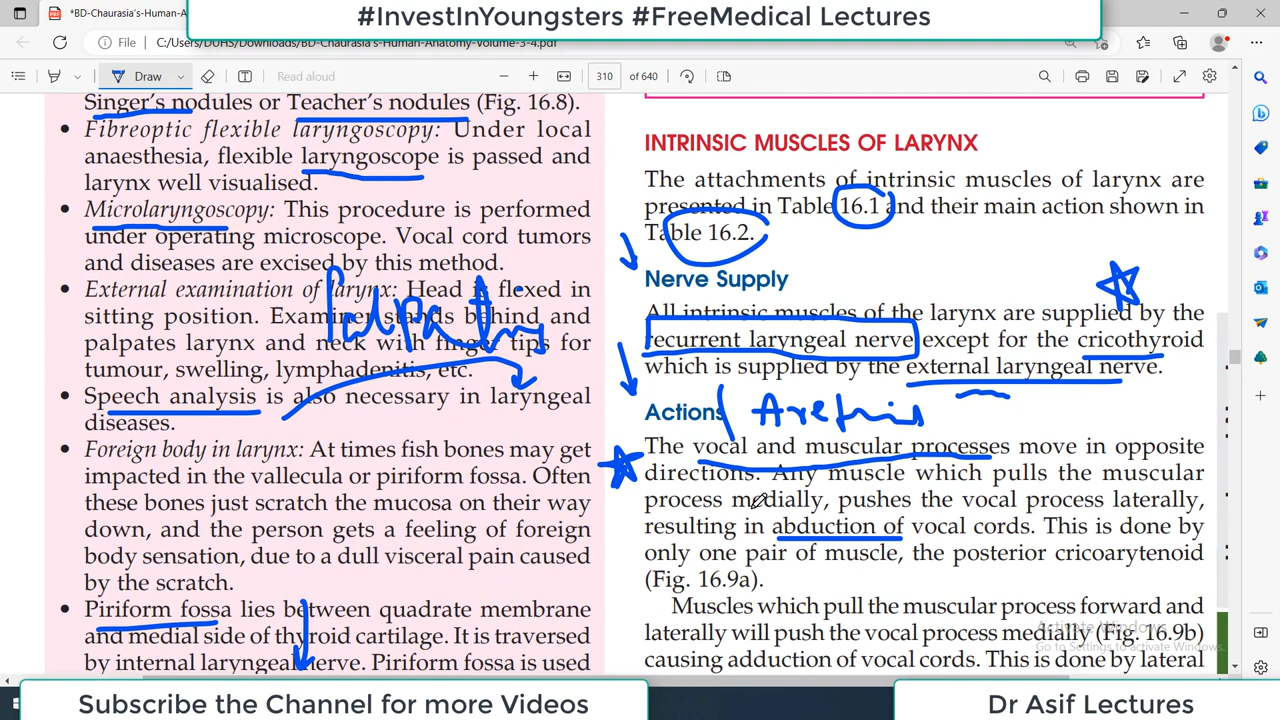 #InvestInYoungsters #FreeMedical Lectures
*BD-Chaurasia's-Human-A
File
C:/Users/DUHS/Downloads/BD-Chaurasia's-Human-Anatomy-Volume-3-4.pdf
Draw
Read aloud
310 of 640
Singer's nodules or Teacher's nodules (Fig. 16.8).
• Fibreoptic flexible laryngoscopy: Under local
anaesthesia, flexible laryngoscope is passed and
larynx well visualised.
• Microlaryngoscopy: This procedure is performed
under operating microscope. Vocal cord tumors
and diseases are excised by this method.
• External examination of larynx: Head is flexed in
sitting position. Examiner stands behind and
palpates larynx and neck with finger tips for
tumour, swelling, lymphadenitis, etc.
• Speech analysis is also necessary in laryngeal
diseases.
• Foreign body in larynx: At times fish bones may get
impacted in the vallecula or piriform fossa. Often
these bones just scratch the mucosa on their way
down, and the person gets a feeling of foreign
body sensation, due to a dull visceral pain caused
by the scratch.
• Piriform fossa lies between quadrate membrane
and medial side of thyroid cartilage. It is traversed
by internal laryngeal nerve. Piriform fossa is used
INTRINSIC MUSCLES OF LARYNX
The attachments of intrinsic muscles of larynx are
presented in Table 16.1 and their main action shown in
Table 16.2.
Nerve Supply
All intrinsic muscles of the larynx are supplied by the
recurrent laryngeal nerve except for the cricothyroid
which is supplied by the external laryngeal nerve.
Actions
The vocal and muscular processes move in opposite
directions. Any muscle which pulls the muscular
process medially, pushes the vocal process laterally,
resulting in abduction of vocal cords. This is done by
only one pair of muscle, the posterior cricoarytenoid
(Fig. 16.9a).
Muscles which pull the muscular process forward and
laterally will push the vocal process medially (Fig. 16.9b)
causing adduction of vocal cords. This is done by lateral
Activate Windows
Go to Settings to activate Windows.
Subscribe the Channel for more Videos
Dr Asif Lectures